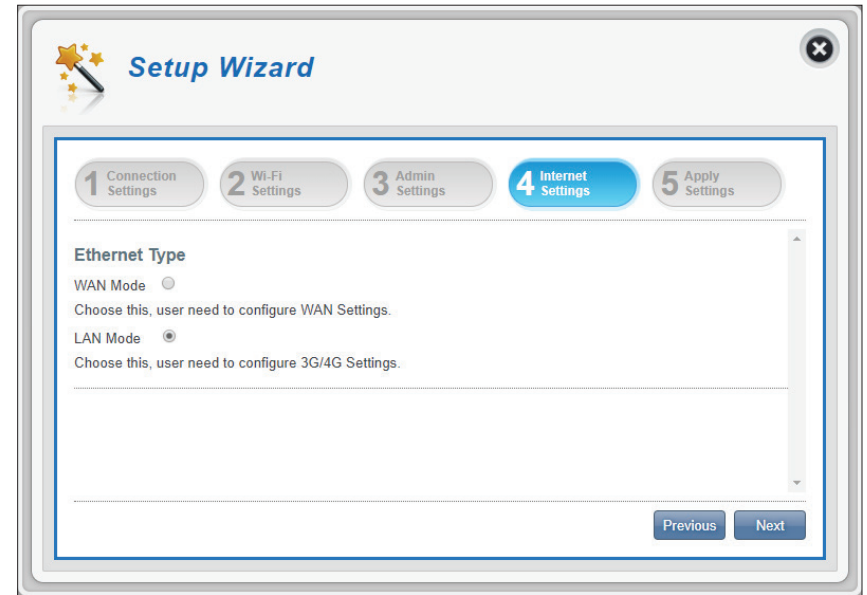 Setup Wizard
1 Connection Settings
2 Wi-Fi Settings
3 Admin Settings
4 Internet Settings
5 Apply Settings
Ethernet Type
WAN Mode
Choose this, user need to configure WAN Settings.
LAN Mode
Choose this, user need to configure 3G/4G Settings.
Previous Next